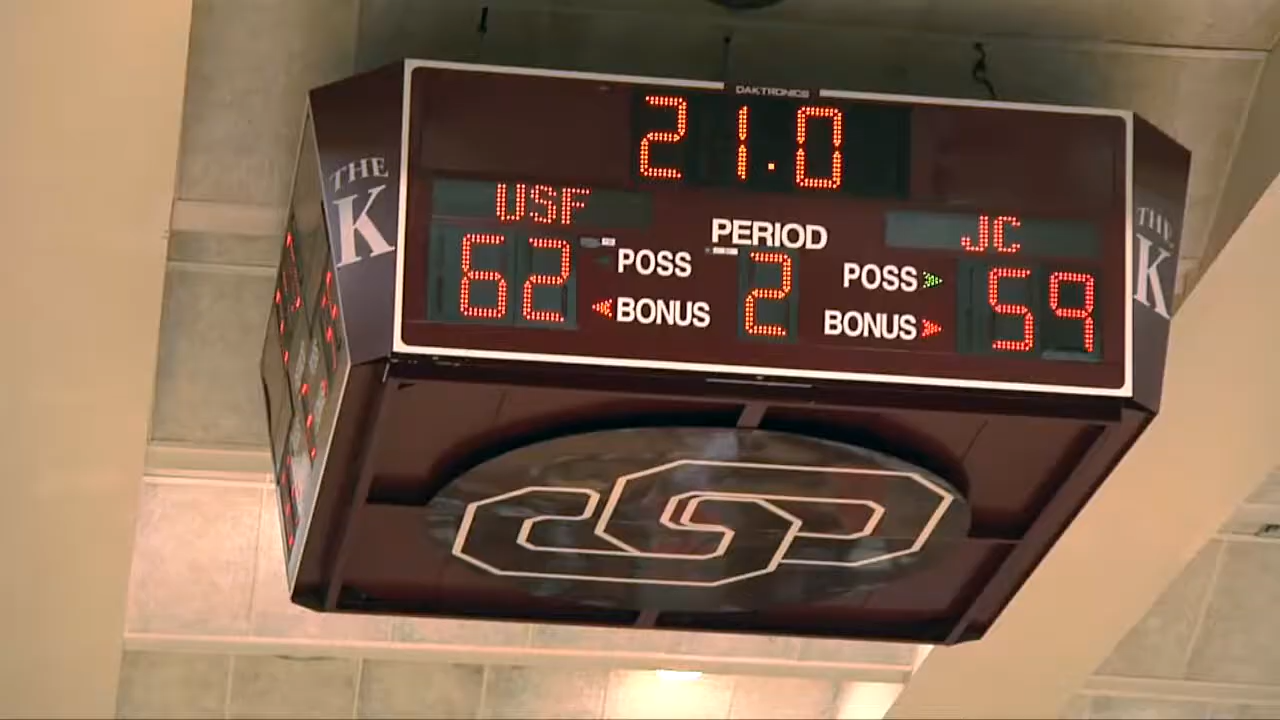 DAKTRONICS
21.0
THE
K
USF
PERIOD
JC
THE
K
62
POSS
2
POSS
59
BONUS
BONUS